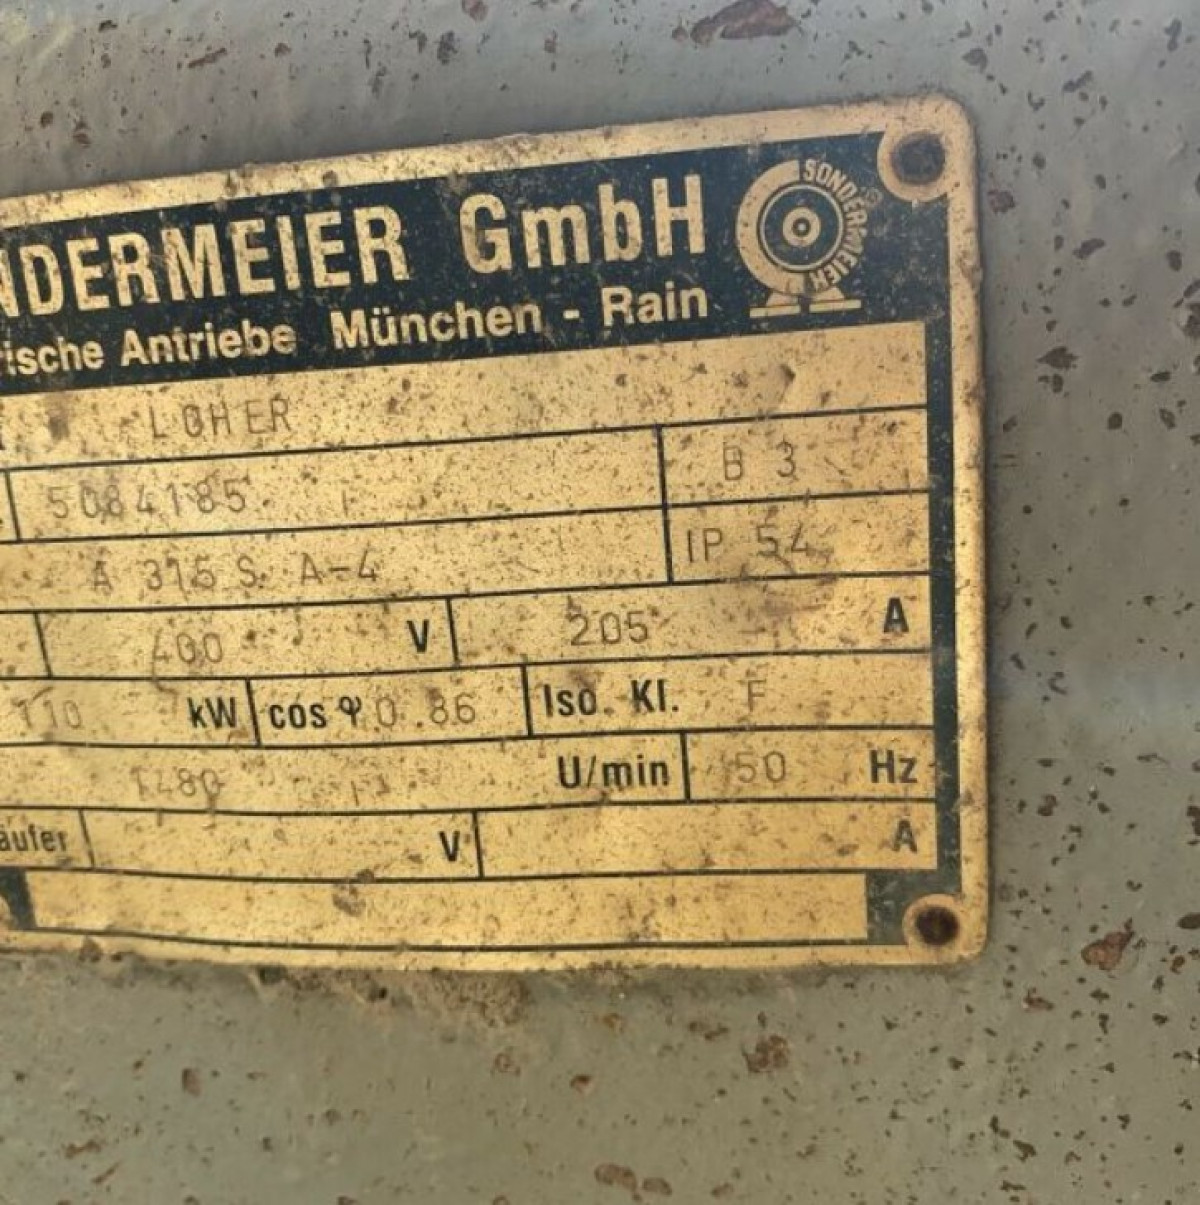 NDERMEIER GmbH
SONDERMEIER
rische Antriebe München - Rain
LOHER
5084185
B 3
A 315 S A-4
IP 54
400 V 205 A
110 kW cos φ 0.86 Iso. Kl. F
1480 U/min 50 Hz
äufer V A